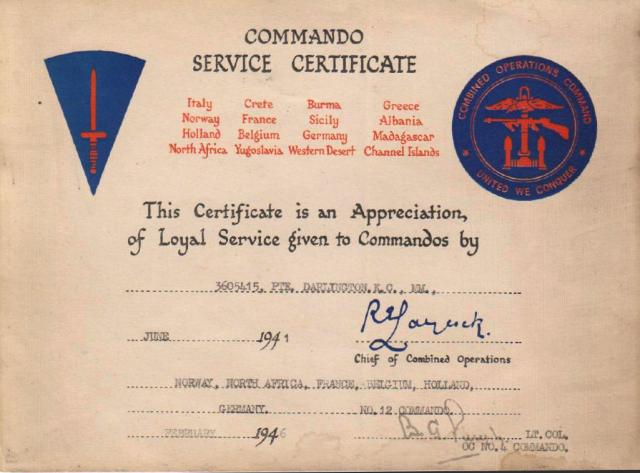 COMMANDO
SERVICE CERTIFICATE
Italy Crete Burma Greece
Norway France Sicily Albania
Holland Belgium Germany Madagascar
North Africa Yugoslavia Western Desert Channel Islands
COMBINED OPERATIONS COMMAND
UNITED WE CONQUER
This Certificate is an Appreciation,
of Loyal Service given to Commandos by
3605415, PTE. DARLINGTON.K.C., MM.,
JUNE 1941
Chief of Combined Operations
NORWAY, NORTH AFRICA, FRANCE, BELGIUM, HOLLAND,
GERMANY. NO.12 COMMANDO.
FEBRUARY 1946
LT. COL.
OC NO.4 COMMANDO.